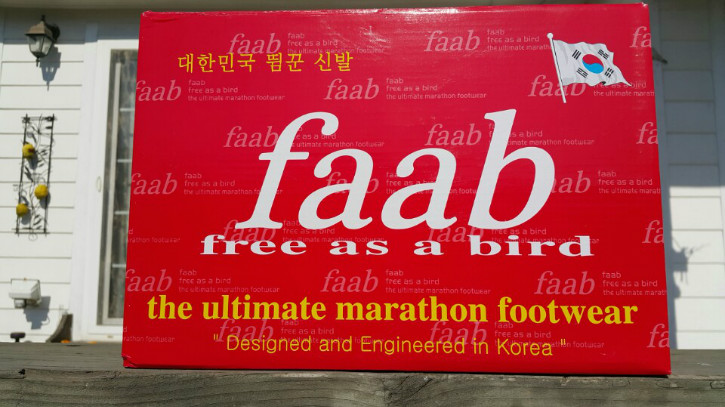 대한민국 뜀꾼 신발
faab
free as a bird
the ultimate marathon footwear
" Designed and Engineered in Korea "